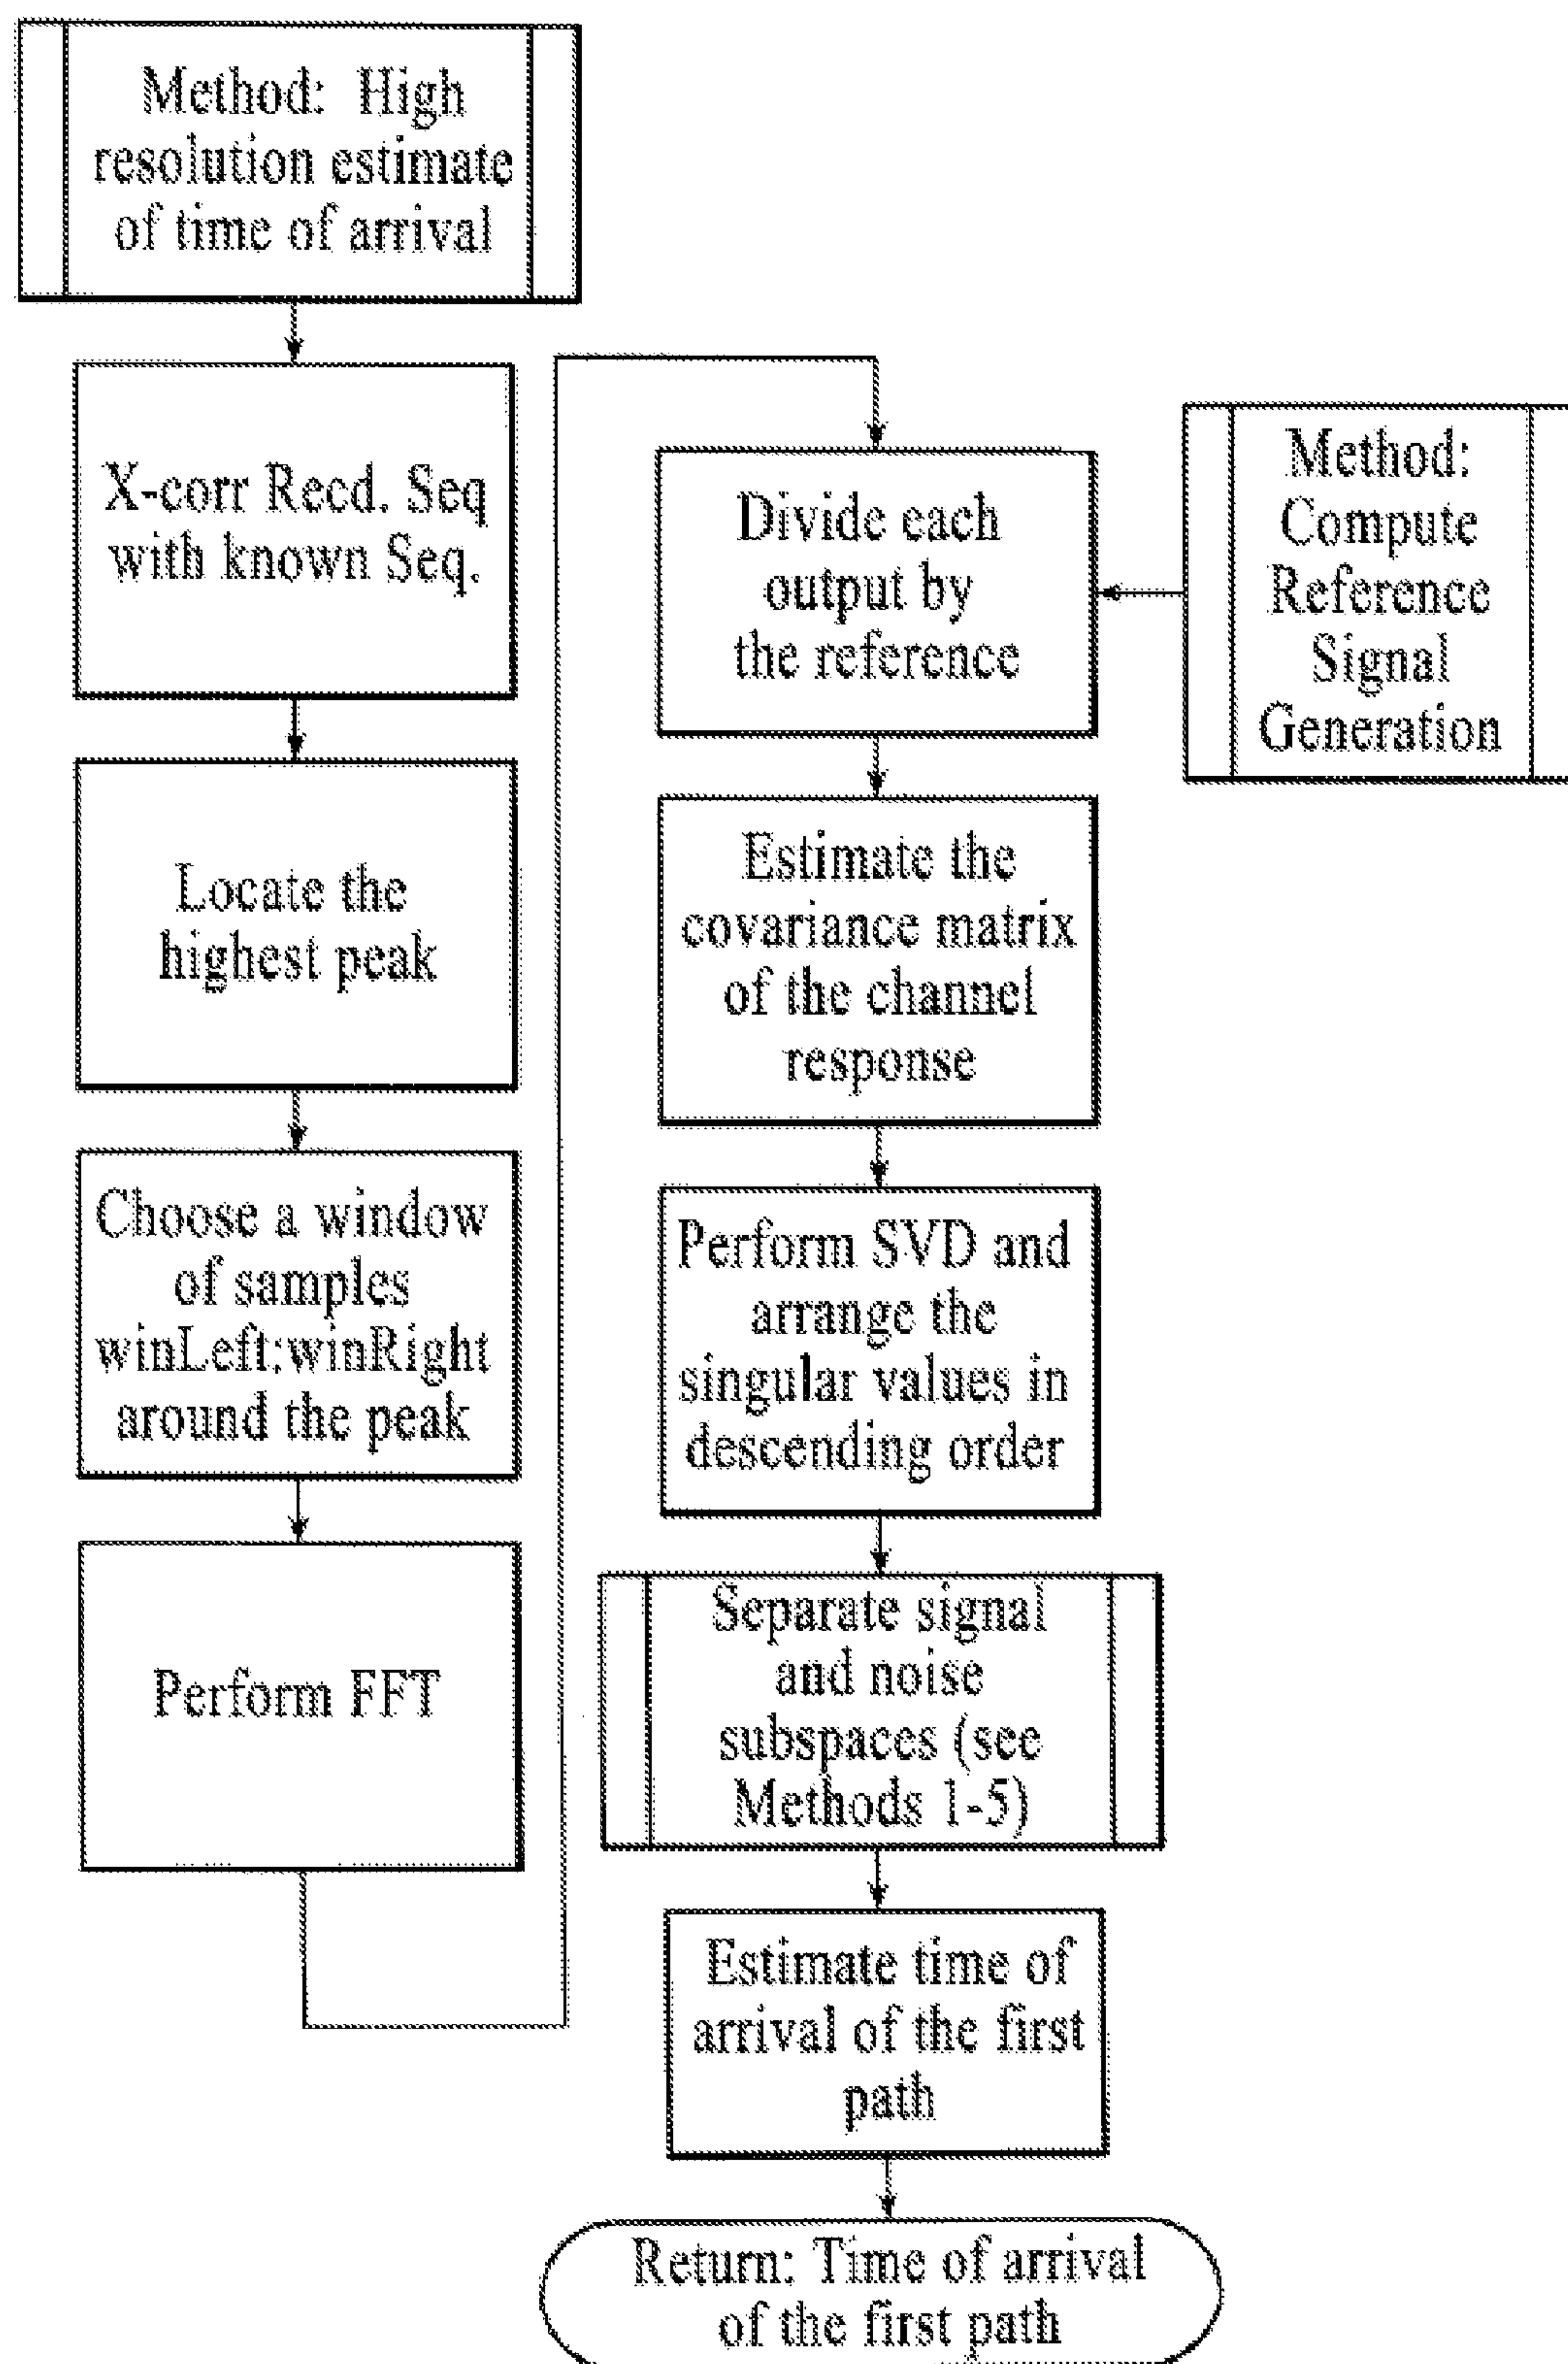 Method: High
resolution estimate
of time of arrival
X-corr Recd. Seq
with known Seq.
Locate the
highest peak
Choose a window
of samples
winLeft:winRight
around the peak
Perform FFT
Divide each
output by
the reference
Method:
Compute
Reference
Signal
Generation
Estimate the
covariance matrix
of the channel
response
Perform SVD and
arrange the
singular values in
descending order
Separate signal
and noise
subspaces (see
Methods 1-5)
Estimate time of
arrival of the first
path
Return: Time of arrival
of the first path